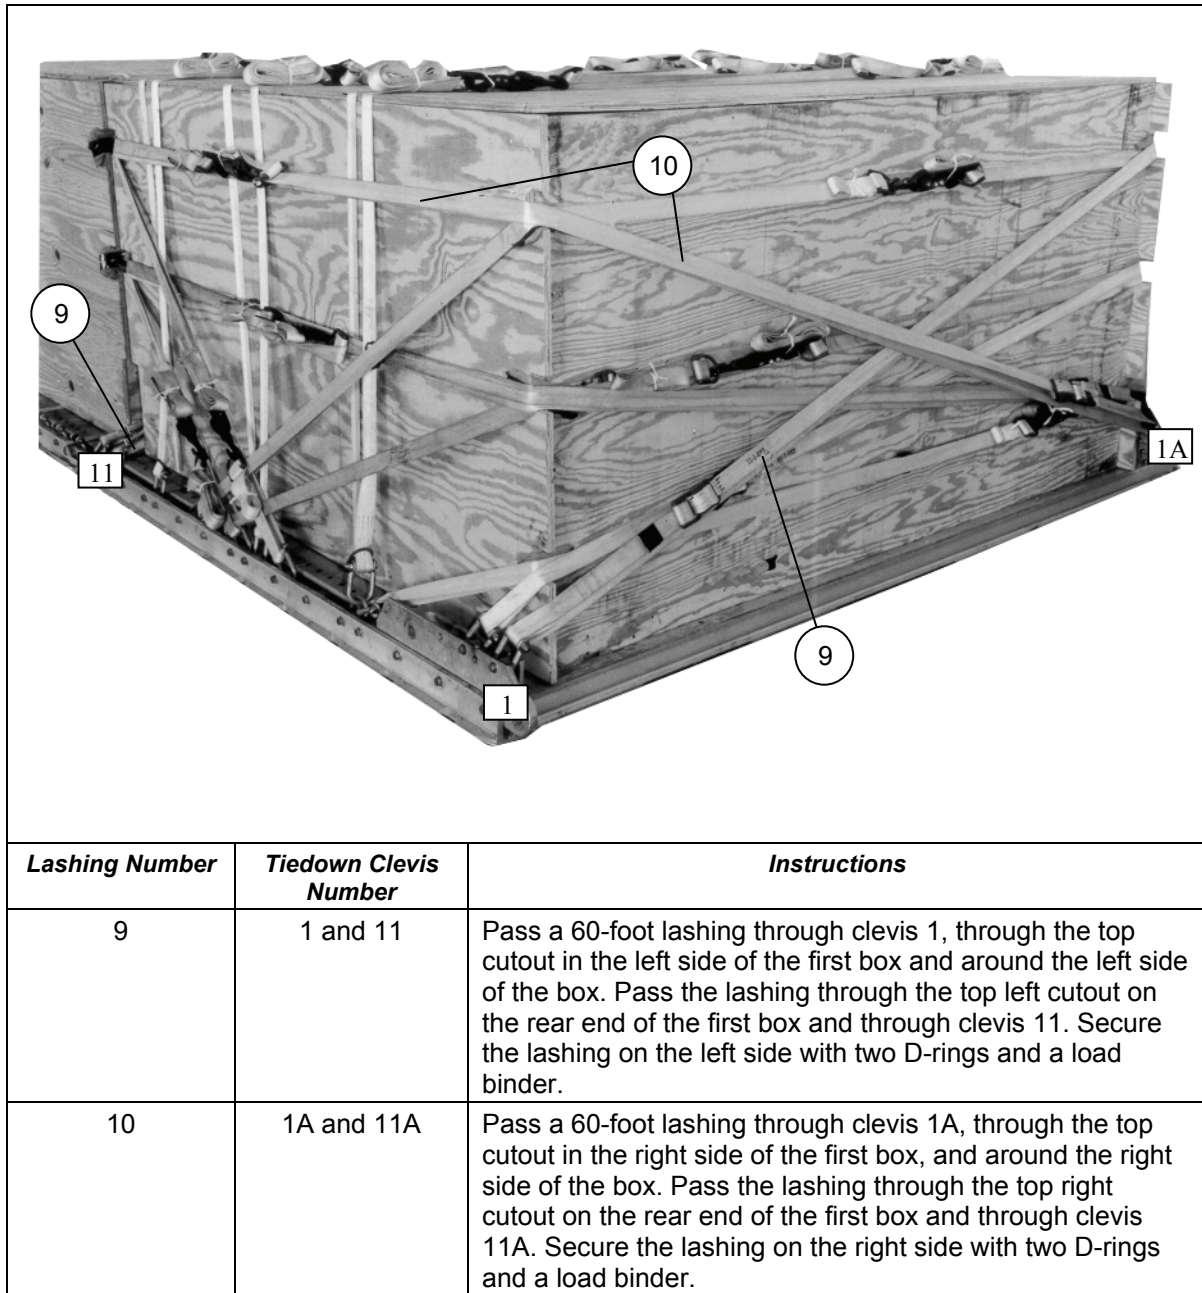 10
9
11
1A
9
1
Lashing Number
Tiedown Clevis
Number
Instructions
9
1 and 11
Pass a 60-foot lashing through clevis 1, through the top
cutout in the left side of the first box and around the left side
of the box. Pass the lashing through the top left cutout on
the rear end of the first box and through clevis 11. Secure
the lashing on the left side with two D-rings and a load
binder.
10
1A and 11A
Pass a 60-foot lashing through clevis 1A, through the top
cutout in the right side of the first box, and around the right
side of the box. Pass the lashing through the top right
cutout on the rear end of the first box and through clevis
11A. Secure the lashing on the right side with two D-rings
and a load binder.